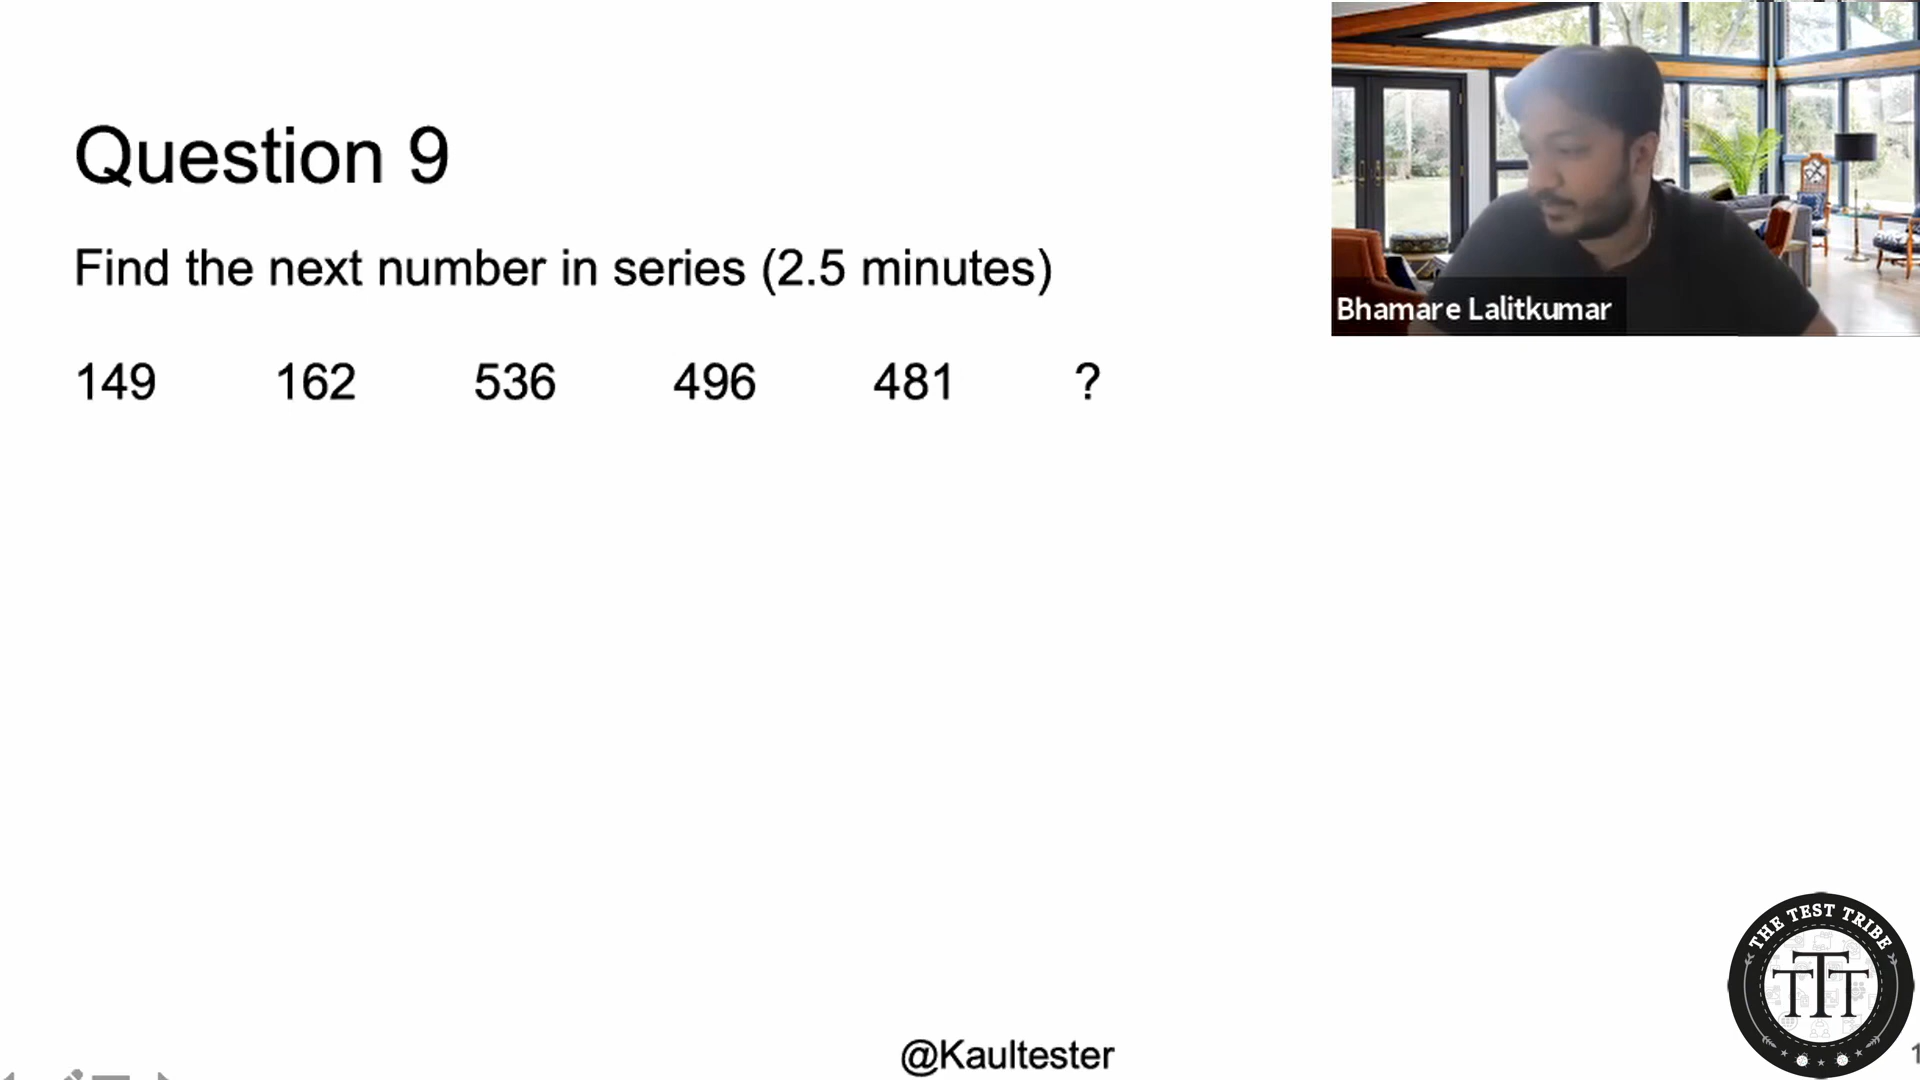 Question 9
Find the next number in series (2.5 minutes)
149 162 536 496 481 ?
Bhamare Lalitkumar
THE TEST TRIBE
TTT
@Kaultester
1